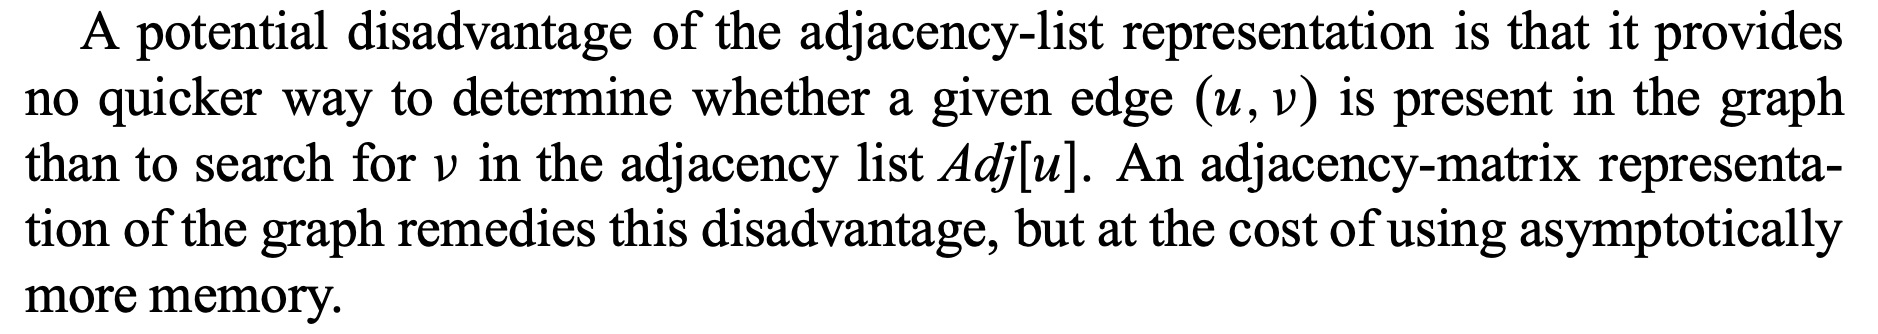 A potential disadvantage of the adjacency-list representation is that it provides
no quicker way to determine whether a given edge (u, v) is present in the graph
than to search for v in the adjacency list Adj[u]. An adjacency-matrix representa-
tion of the graph remedies this disadvantage, but at the cost of using asymptotically
more memory.